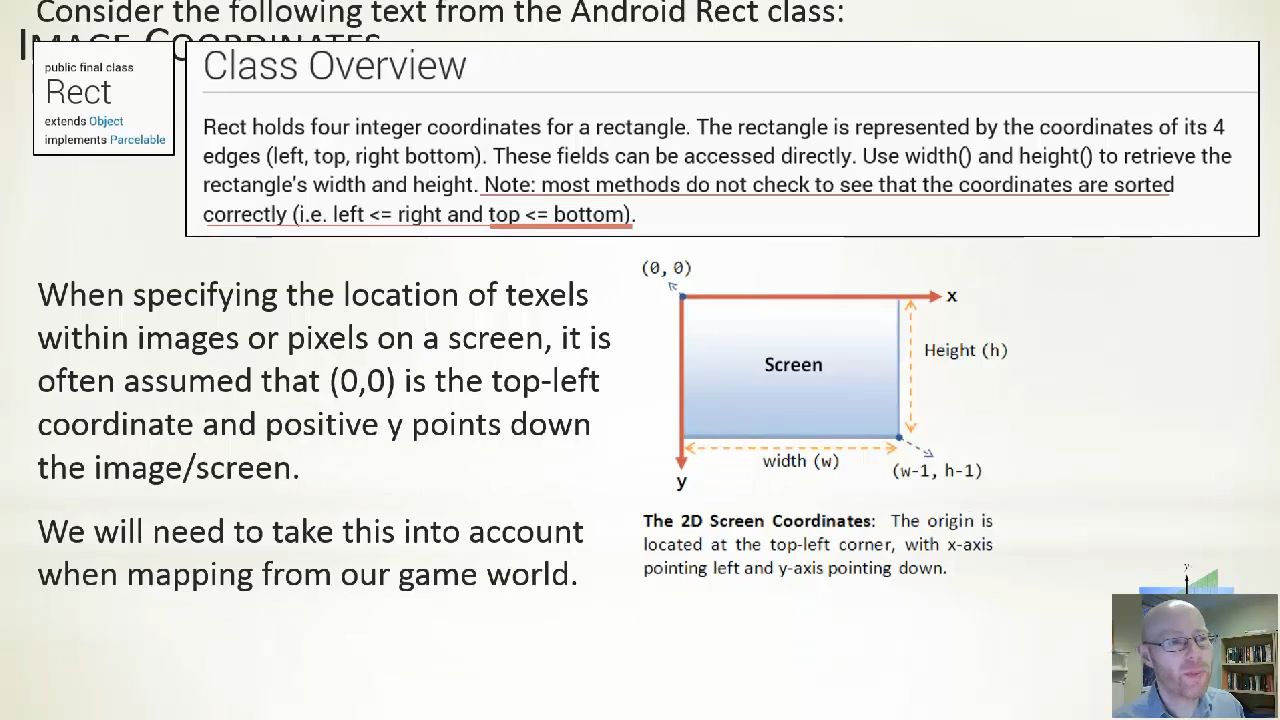 Consider the following text from the Android Rect class:
IMAGE COORDINATES
public final class
Rect
extends Object
implements Parcelable
Class Overview
Rect holds four integer coordinates for a rectangle. The rectangle is represented by the coordinates of its 4
edges (left, top, right bottom). These fields can be accessed directly. Use width() and height() to retrieve the
rectangle's width and height. Note: most methods do not check to see that the coordinates are sorted
correctly (i.e. left <= right and top <= bottom).
When specifying the location of texels
within images or pixels on a screen, it is
often assumed that (0,0) is the top-left
coordinate and positive y points down
the image/screen.
We will need to take this into account
when mapping from our game world.
(0, 0)
x
Screen
Height (h)
width (w)
(w-1, h-1)
y
The 2D Screen Coordinates: The origin is
located at the top-left corner, with x-axis
pointing left and y-axis pointing down.
y